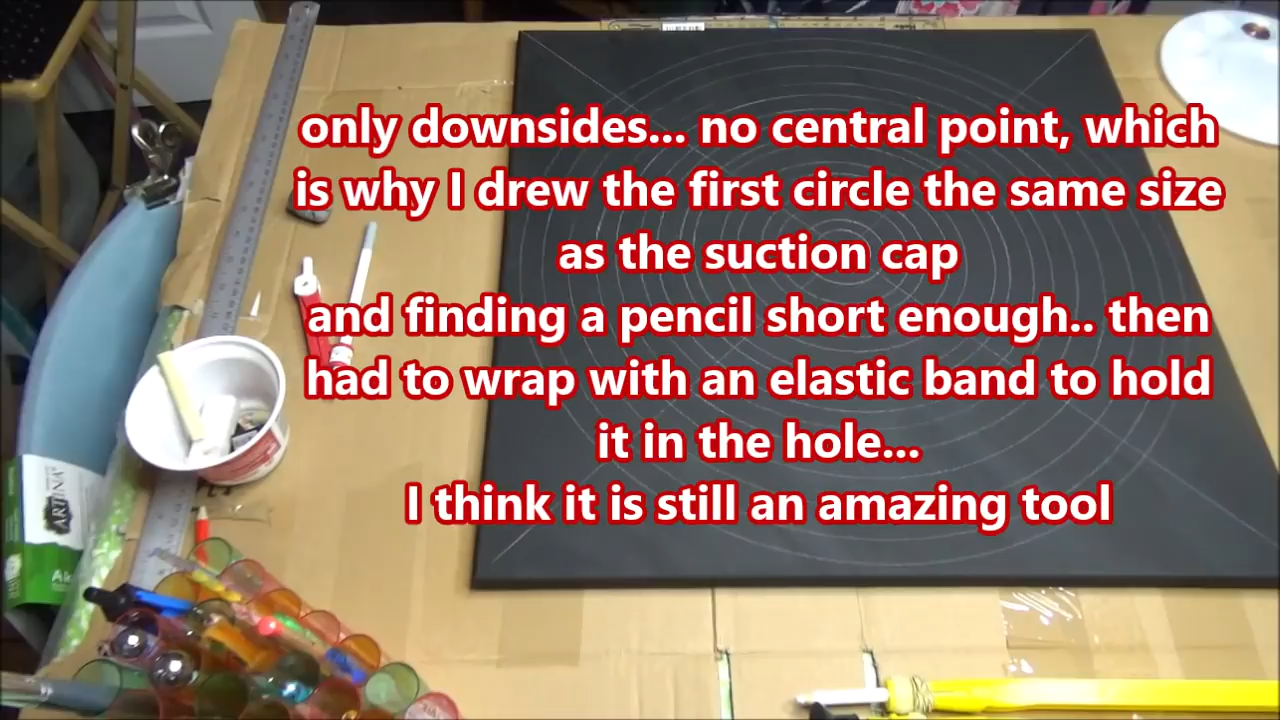 only downsides... no central point, which
is why I drew the first circle the same size
as the suction cap
and finding a pencil short enough.. then
had to wrap with an elastic band to hold
it in the hole...
I think it is still an amazing tool
ARTINA